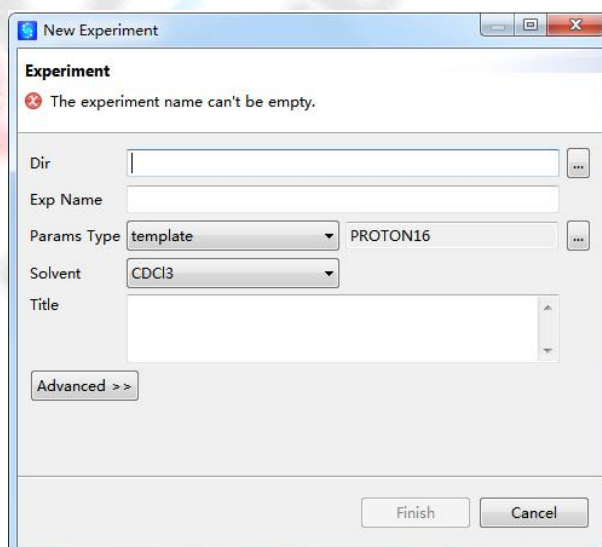 New Experiment
Experiment
The experiment name can't be empty.
Dir
...
Exp Name
Params Type template PROTON16 ...
Solvent CDCl3
Title
Advanced >>
Finish Cancel